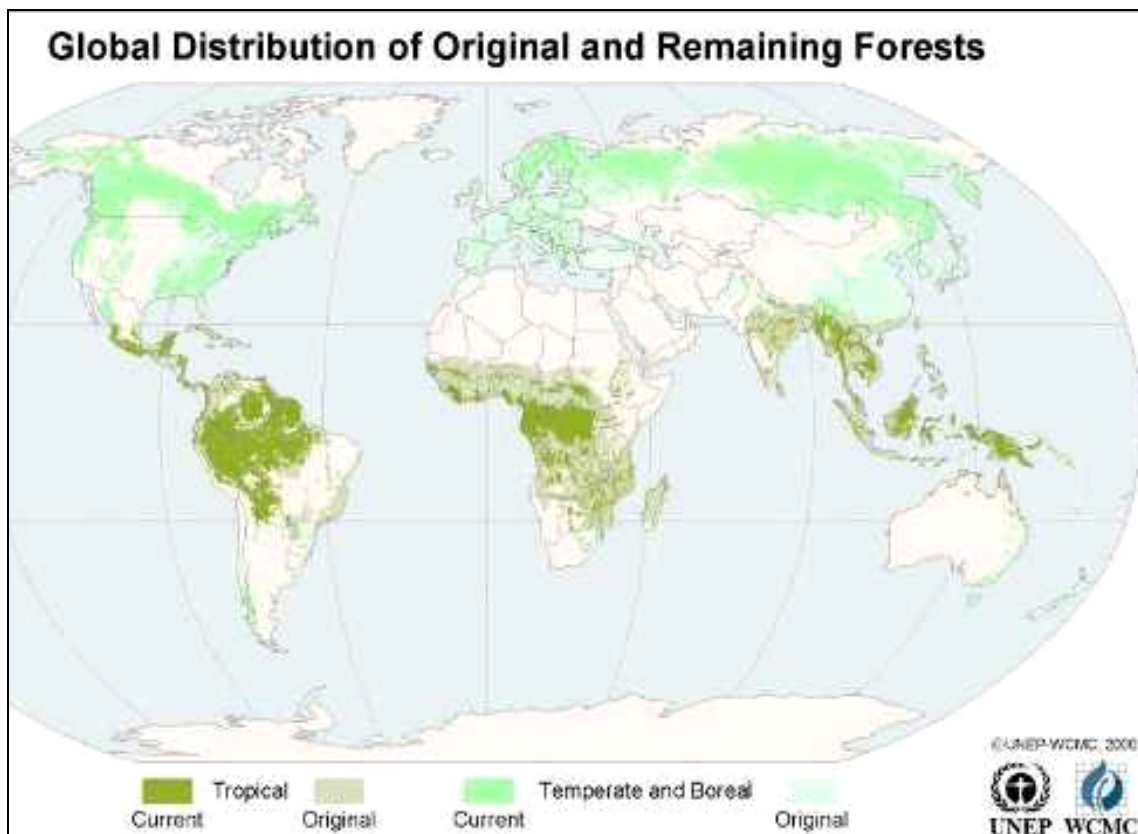 Global Distribution of Original and Remaining Forests
©UNEP-WCMC, 2000
Tropical
Temperate and Boreal
Current
Original
Current
Original
UNEP WCMC